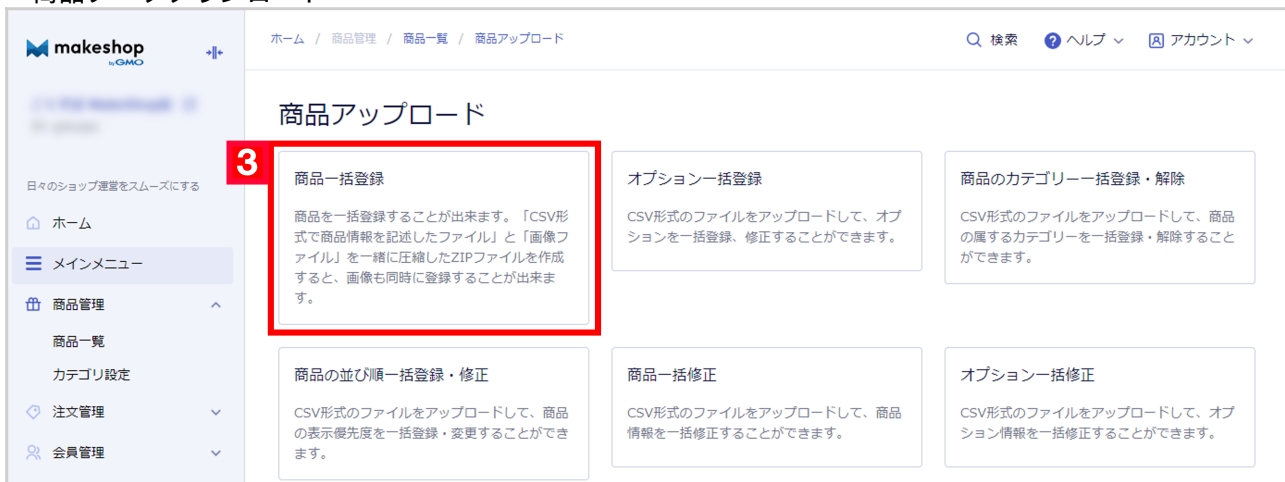 makeshop
by GMO
ホーム / 商品管理 / 商品一覧 / 商品アップロード
検索
ヘルプ
アカウント
商品アップロード
日々のショップ運営をスムーズにする
ホーム
メインメニュー
商品管理
商品一覧
カテゴリ設定
注文管理
会員管理
3
商品一括登録
商品を一括登録することが出来ます。「CSV形
式で商品情報を記述したファイル」と「画像フ
ァイル」を一緒に圧縮したZIPファイルを作成
すると、画像も同時に登録することが出来ま
す。
オプション一括登録
CSV形式のファイルをアップロードして、オプ
ションを一括登録、修正することができます。
商品のカテゴリー一括登録・解除
CSV形式のファイルをアップロードして、商品
の属するカテゴリーを一括登録・解除すること
ができます。
商品の並び順一括登録・修正
CSV形式のファイルをアップロードして、商品
の表示優先度を一括登録・変更することができ
ます。
商品一括修正
CSV形式のファイルをアップロードして、商品
情報を一括修正することができます。
オプション一括修正
CSV形式のファイルをアップロードして、オプ
ション情報を一括修正することができます。